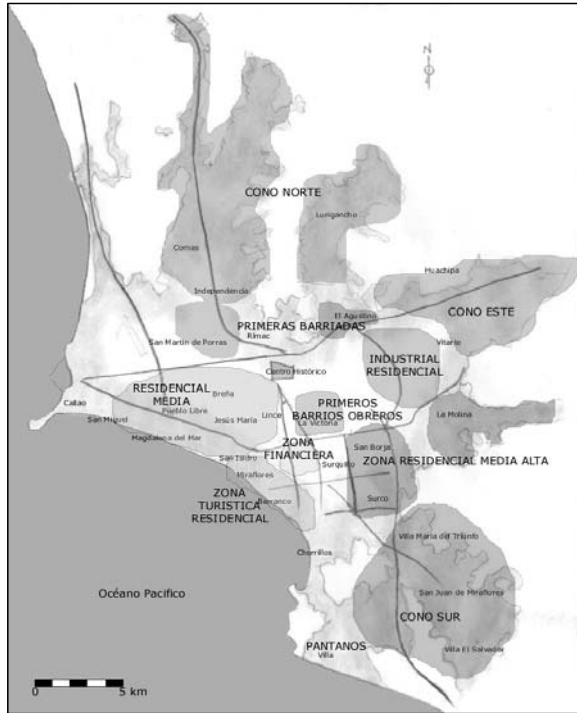 N
CONO NORTE
Lurigancho
Comas
Huachipa
Independencia
CONO ESTE
El Agustino
PRIMERAS BARRIADAS
Rímac
San Martín de Porras
Vitarte
INDUSTRIAL
RESIDENCIAL
Centro Histórico
RESIDENCIAL
MEDIA
Breña
PRIMEROS
BARRIOS OBREROS
Callao
Pueblo Libre
Lince
San Miguel
Jesús María
La Victoria
La Molina
Magdalena del Mar
ZONA
FINANCIERA
San Borja
San Isidro
Surquillo
ZONA RESIDENCIAL MEDIA ALTA
Miraflores
ZONA
TURISTICA
RESIDENCIAL
Barranco
Surco
Villa María del Triunfo
Chorrillos
San Juan de Miraflores
Océano Pacifico
CONO SUR
PANTANOS
Villa
Villa El Salvador
0 5 km